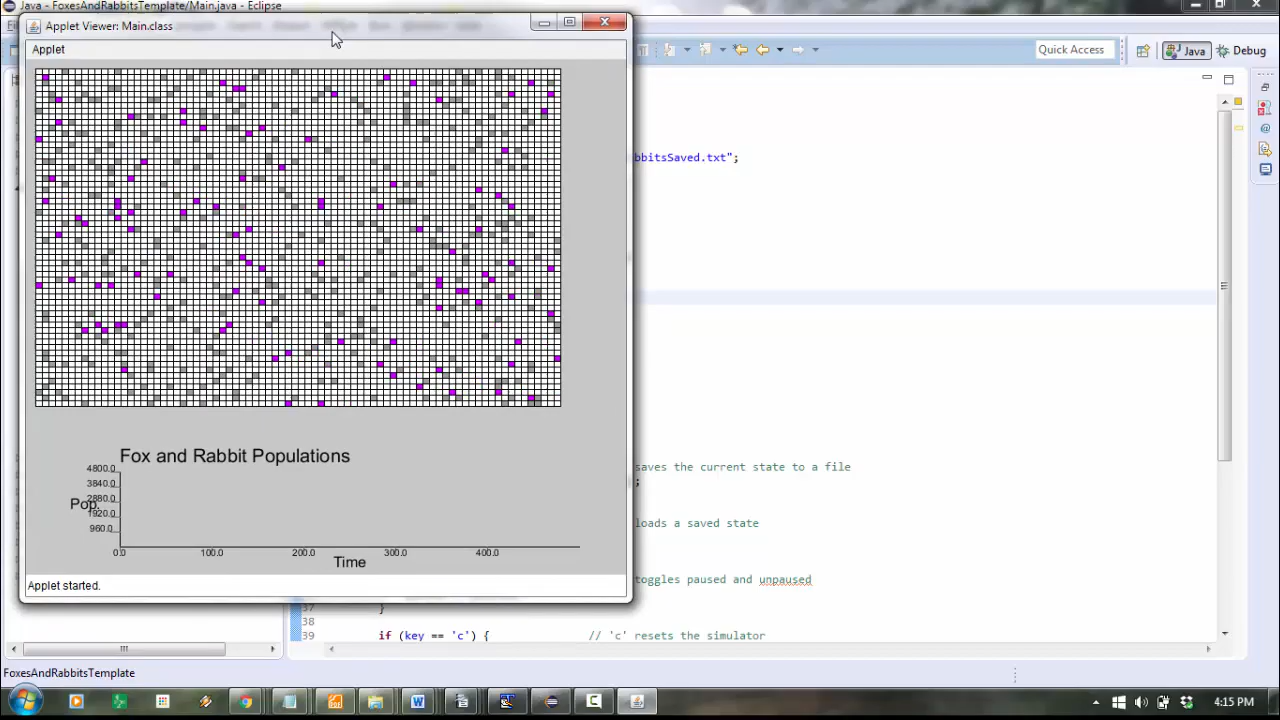 Java - FoxesAndRabbitsTemplate/Main.java - Eclipse
Applet Viewer: Main.class
Applet
Quick Access
Java
Debug
bbitsSaved.txt";
Fox and Rabbit Populations
4800.0
3840.0
2880.0
Pop.
1920.0
960.0
0.0 100.0 200.0 300.0 400.0
Time
Applet started.
saves the current state to a file
;
loads a saved state
toggles paused and unpaused
37 }
38
39 if (key == 'c') { // 'c' resets the simulator
FoxesAndRabbitsTemplate
4:15 PM